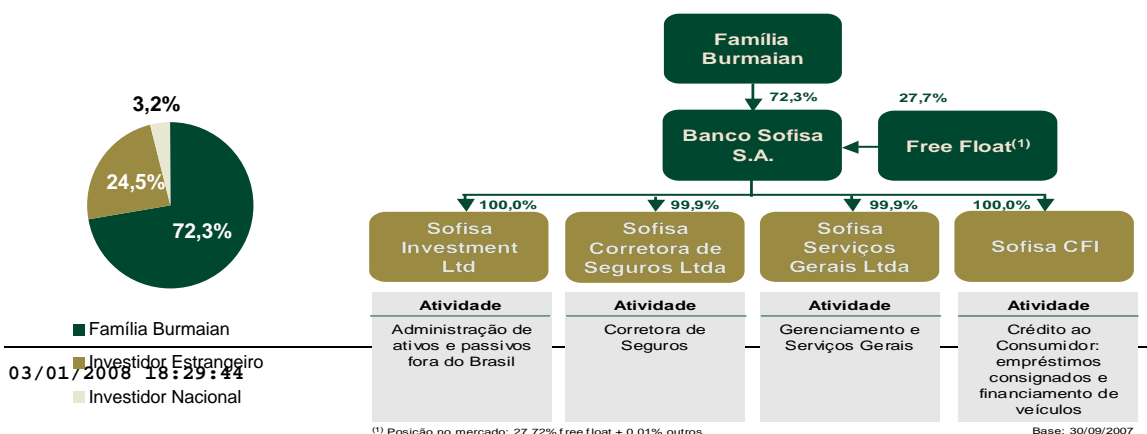 3,2%
24,5%
72,3%
Família Burmaian
Investidor Estrangeiro
03/01/2008 18:29:44
Investidor Nacional
Família
Burmaian
72,3%
27,7%
Banco Sofisa
S.A.
Free Float(1)
100,0%
99,9%
99,9%
100,0%
Sofisa
Investment
Ltd
Sofisa
Corretora de
Seguros Ltda
Sofisa
Serviços
Gerais Ltda
Sofisa CFI
Atividade
Administração de
ativos e passivos
fora do Brasil
Atividade
Corretora de
Seguros
Atividade
Gerenciamento e
Serviços Gerais
Atividade
Crédito ao
Consumidor:
empréstimos
consignados e
financiamento de
veículos
(1) Posição no mercado: 27,72% free float + 0,01% outros
Base: 30/09/2007